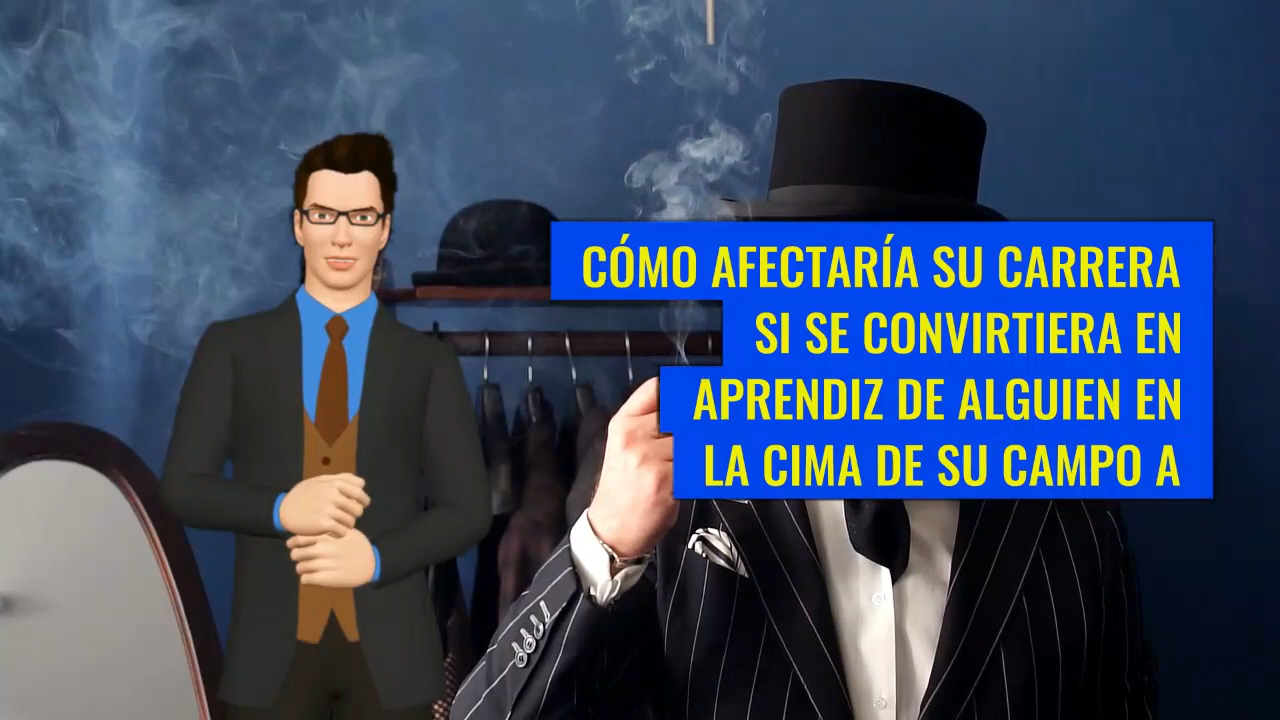 CÓMO AFECTARÍA SU CARRERA
SI SE CONVIRTIERA EN
APRENDIZ DE ALGUIEN EN
LA CIMA DE SU CAMPO A